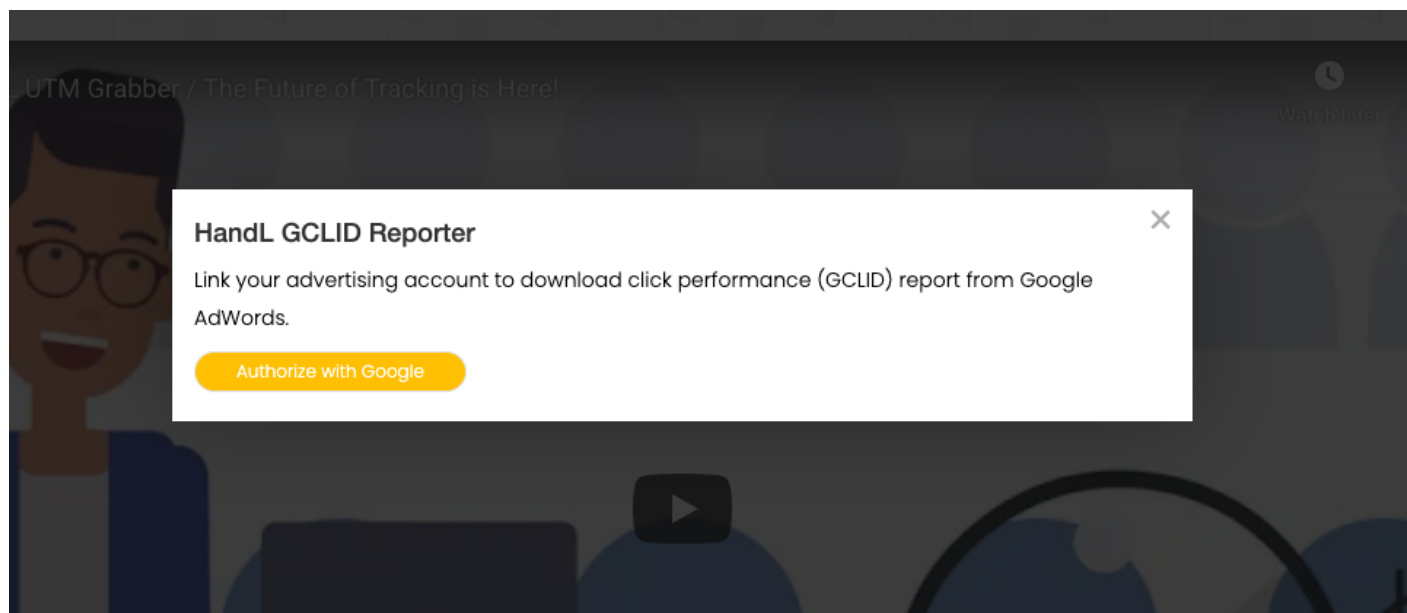 UTM Grabber / The Future of Tracking is Here!
Watch later
HandL GCLID Reporter
Link your advertising account to download click performance (GCLID) report from Google
AdWords.
Authorize with Google